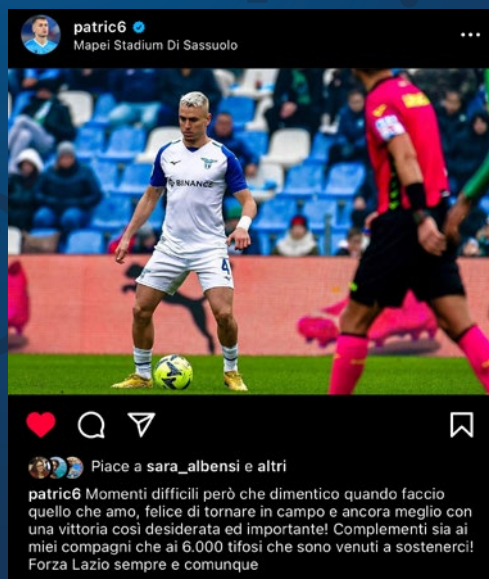 patric6
Mapei Stadium Di Sassuolo
BINANCE
4
Piace a sara_albensi e altri
patric6 Momenti difficili però che dimentico quando faccio
quello che amo, felice di tornare in campo e ancora meglio con
una vittoria così desiderata ed importante! Complementi sia ai
miei compagni che ai 6.000 tifosi che sono venuti a sostenerci!
Forza Lazio sempre e comunque